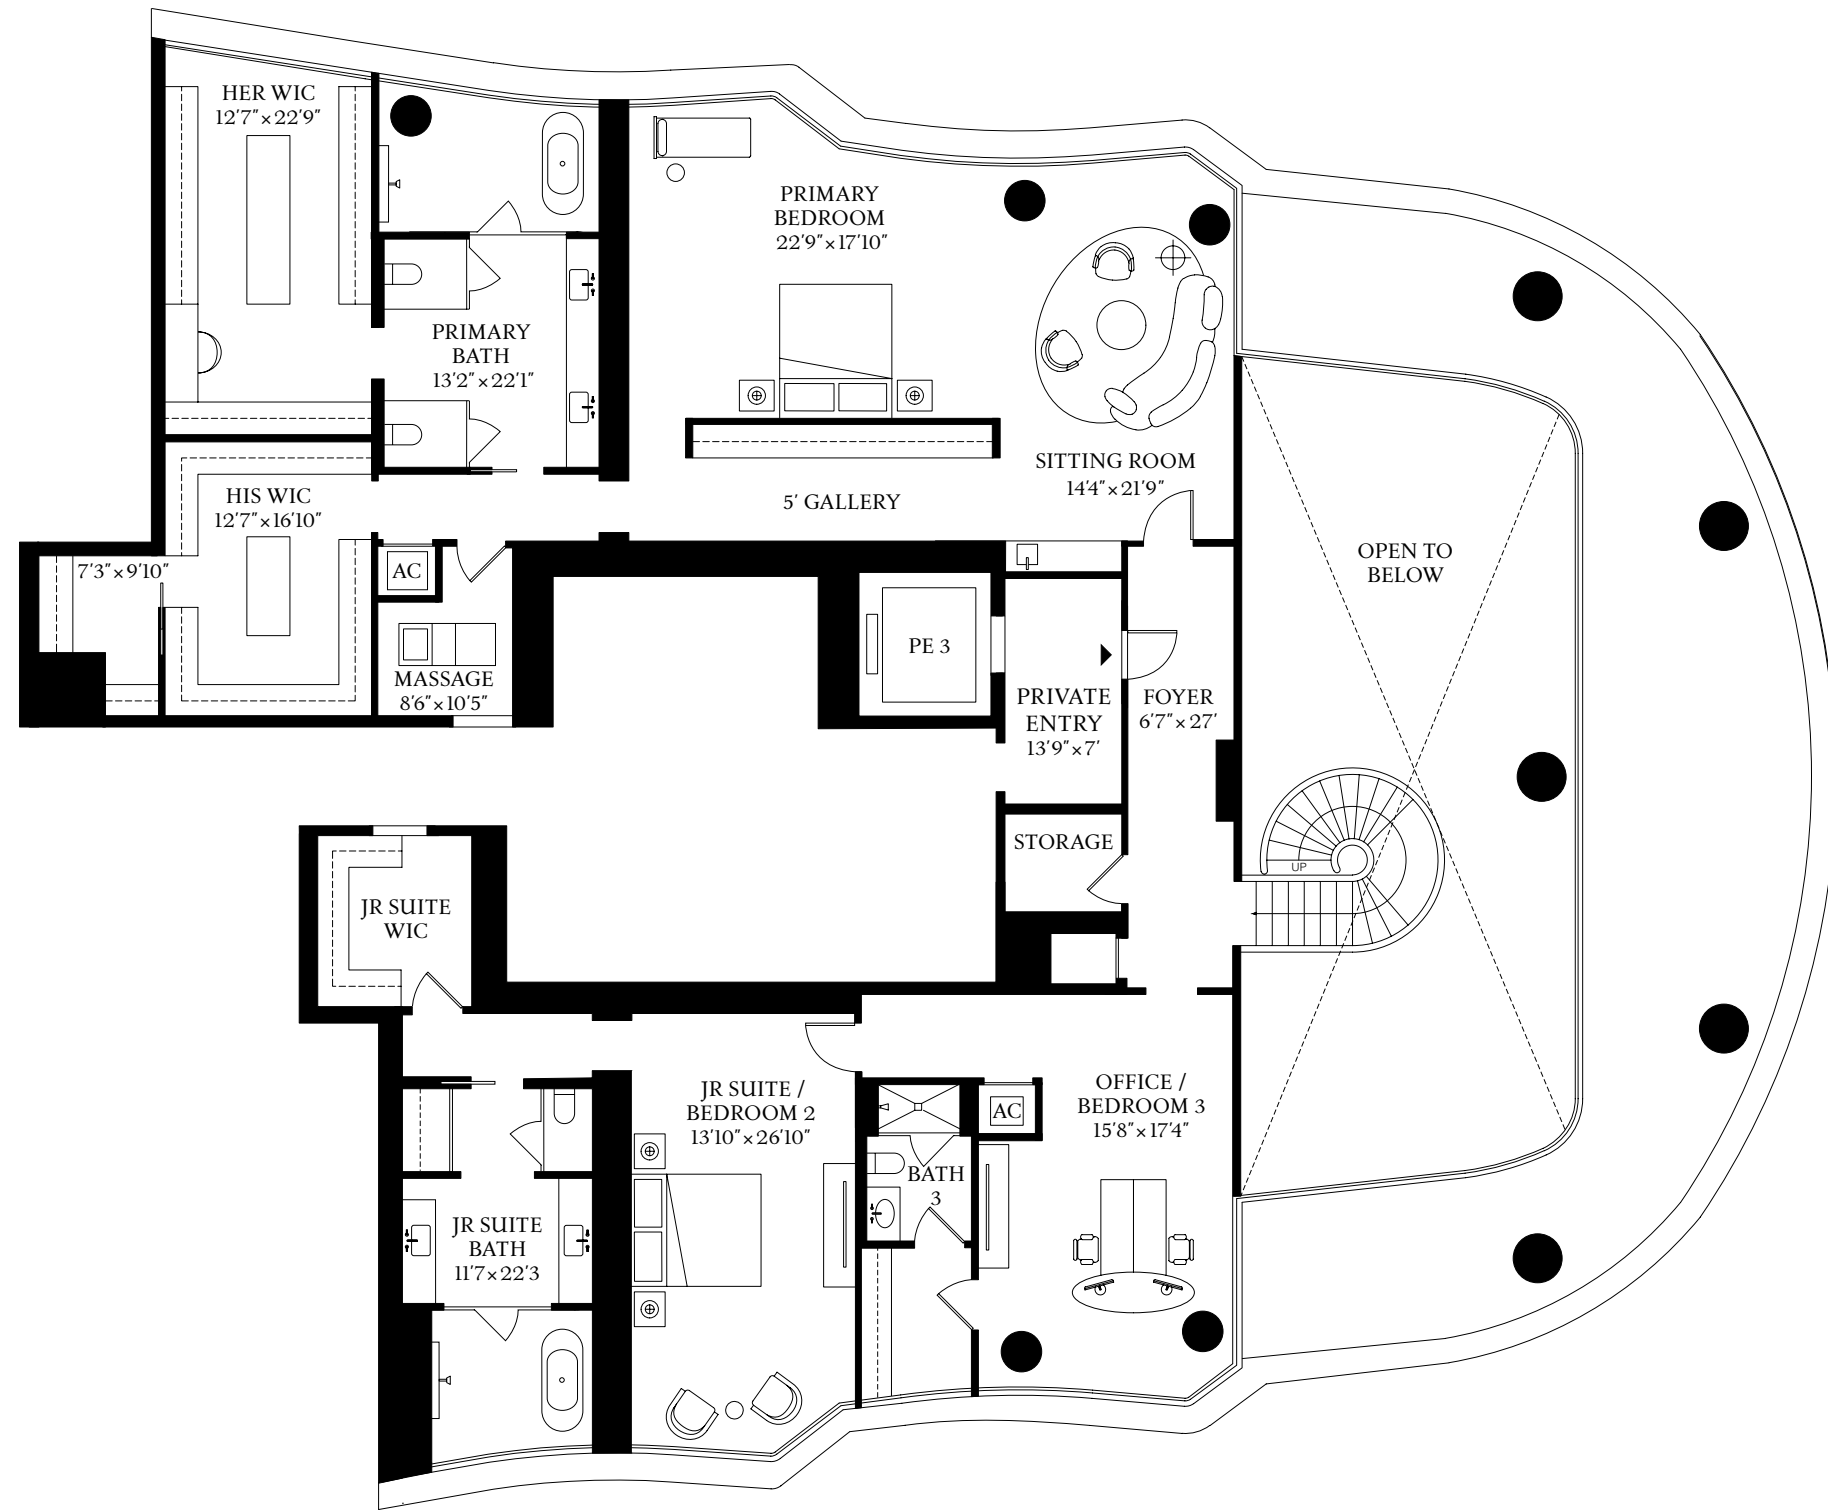 HER WIC
12'7"×22'9"
PRIMARY
BEDROOM
22'9"×17'10"
PRIMARY
BATH
13'2"×22'1"
SITTING ROOM
14'4"×21'9"
5' GALLERY
HIS WIC
12'7"×16'10"
7'3"×9'10"
AC
OPEN TO
BELOW
PE 3
MASSAGE
8'6"×10'5"
PRIVATE
ENTRY
13'9"×7'
FOYER
6'7"×27'
STORAGE
UP
JR SUITE
WIC
JR SUITE /
BEDROOM 2
13'10"×26'10"
OFFICE /
BEDROOM 3
15'8"×17'4"
AC
BATH
3
JR SUITE
BATH
11'7×22'3